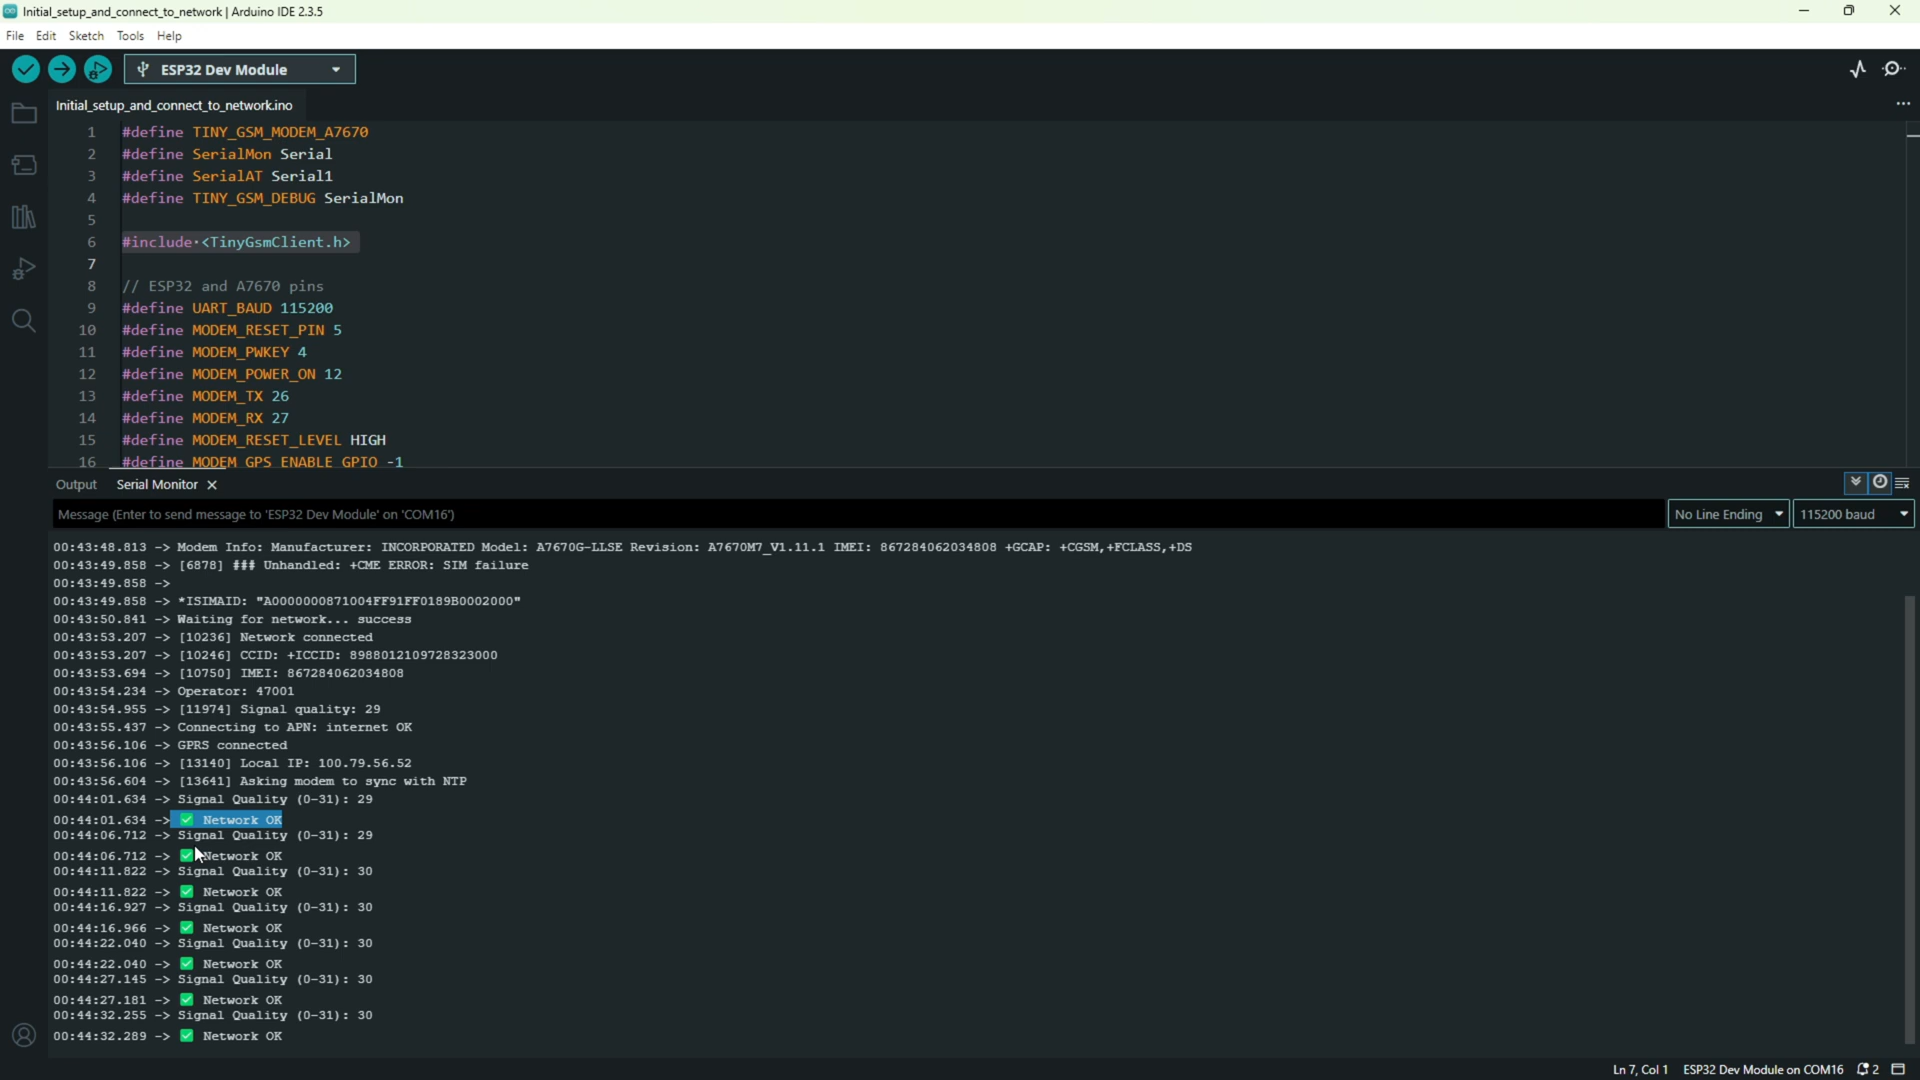 Initial_setup_and_connect_to_network | Arduino IDE 2.3.5
File Edit Sketch Tools Help
ESP32 Dev Module
Initial_setup_and_connect_to_network.ino
1 #define TINY_GSM_MODEM_A7670
2 #define SerialMon Serial
3 #define SerialAT Serial1
4 #define TINY_GSM_DEBUG SerialMon
5
6 #include·<TinyGsmClient.h>
7
8 // ESP32 and A7670 pins
9 #define UART_BAUD 115200
10 #define MODEM_RESET_PIN 5
11 #define MODEM_PWKEY 4
12 #define MODEM_POWER_ON 12
13 #define MODEM_TX 26
14 #define MODEM_RX 27
15 #define MODEM_RESET_LEVEL HIGH
16 #define MODEM_GPS_ENABLE_GPIO -1
Output Serial Monitor
Message (Enter to send message to 'ESP32 Dev Module' on 'COM16') No Line Ending 115200 baud
00:43:48.813 -> Modem Info: Manufacturer: INCORPORATED Model: A7670G-LLSE Revision: A7670M7_V1.11.1 IMEI: 867284062034808 +GCAP: +CGSM,+FCLASS,+DS
00:43:49.858 -> [6878] ### Unhandled: +CME ERROR: SIM failure
00:43:49.858 ->
00:43:49.858 -> *ISIMAID: "A0000000871004FF91FF0189B0002000"
00:43:50.841 -> Waiting for network... success
00:43:53.207 -> [10236] Network connected
00:43:53.207 -> [10246] CCID: +ICCID: 8988012109728323000
00:43:53.694 -> [10750] IMEI: 867284062034808
00:43:54.234 -> Operator: 47001
00:43:54.955 -> [11974] Signal quality: 29
00:43:55.437 -> Connecting to APN: internet OK
00:43:56.106 -> GPRS connected
00:43:56.106 -> [13140] Local IP: 100.79.56.52
00:43:56.604 -> [13641] Asking modem to sync with NTP
00:44:01.634 -> Signal Quality (0-31): 29
00:44:01.634 -> ✅ Network OK
00:44:06.712 -> Signal Quality (0-31): 29
00:44:06.712 -> ✅ Network OK
00:44:11.822 -> Signal Quality (0-31): 30
00:44:11.822 -> ✅ Network OK
00:44:16.927 -> Signal Quality (0-31): 30
00:44:16.966 -> ✅ Network OK
00:44:22.040 -> Signal Quality (0-31): 30
00:44:22.040 -> ✅ Network OK
00:44:27.145 -> Signal Quality (0-31): 30
00:44:27.181 -> ✅ Network OK
00:44:32.255 -> Signal Quality (0-31): 30
00:44:32.289 -> ✅ Network OK
Ln 7, Col 1 ESP32 Dev Module on COM16 2